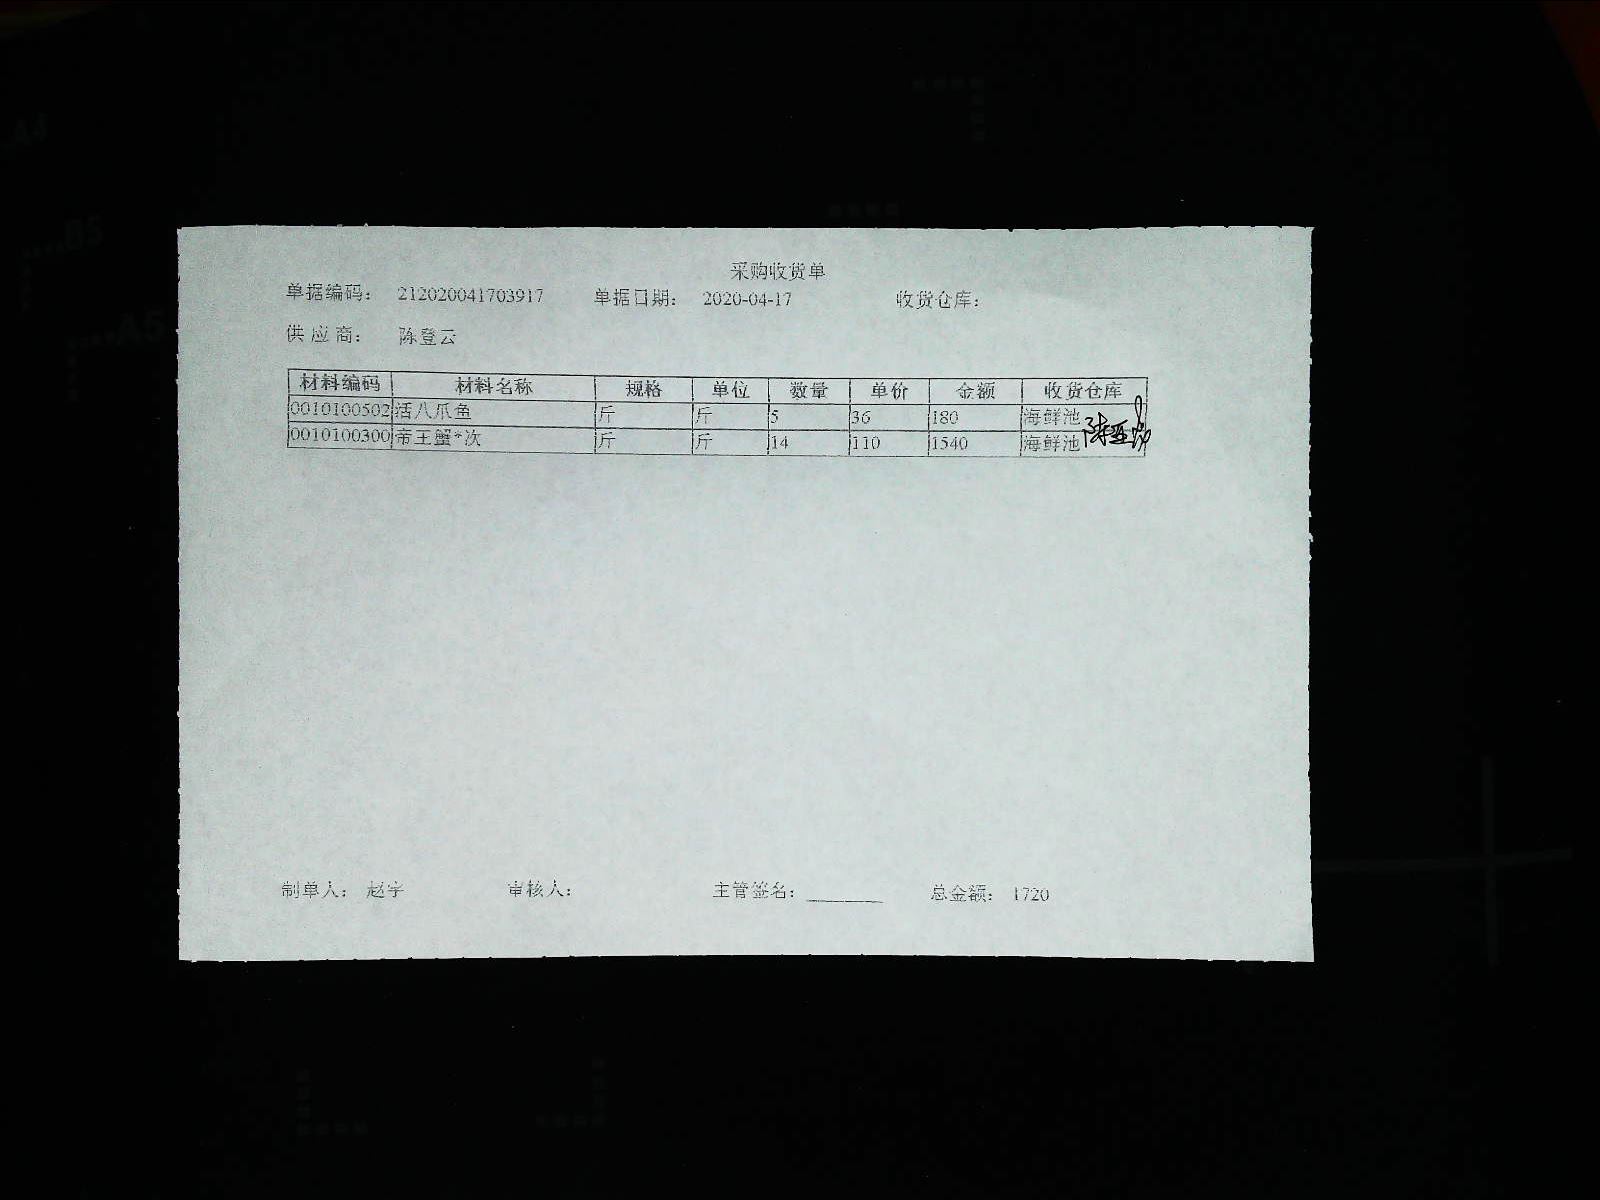 采购收货单
单据编码: 212020041703917 单据日期: 2020-04-17 收货仓库:
供应商: 陈登云
材料编码 材料名称 规格 单位 数量 单价 金额 收货仓库
0010100502 活八爪鱼 斤 斤 5 36 180 海鲜池
0010100300 帝王蟹*次 斤 斤 14 110 1540 海鲜池
制单人: 赵宇 审核人: 主管签名: ________ 总金额: 1720
A4
B5
A5